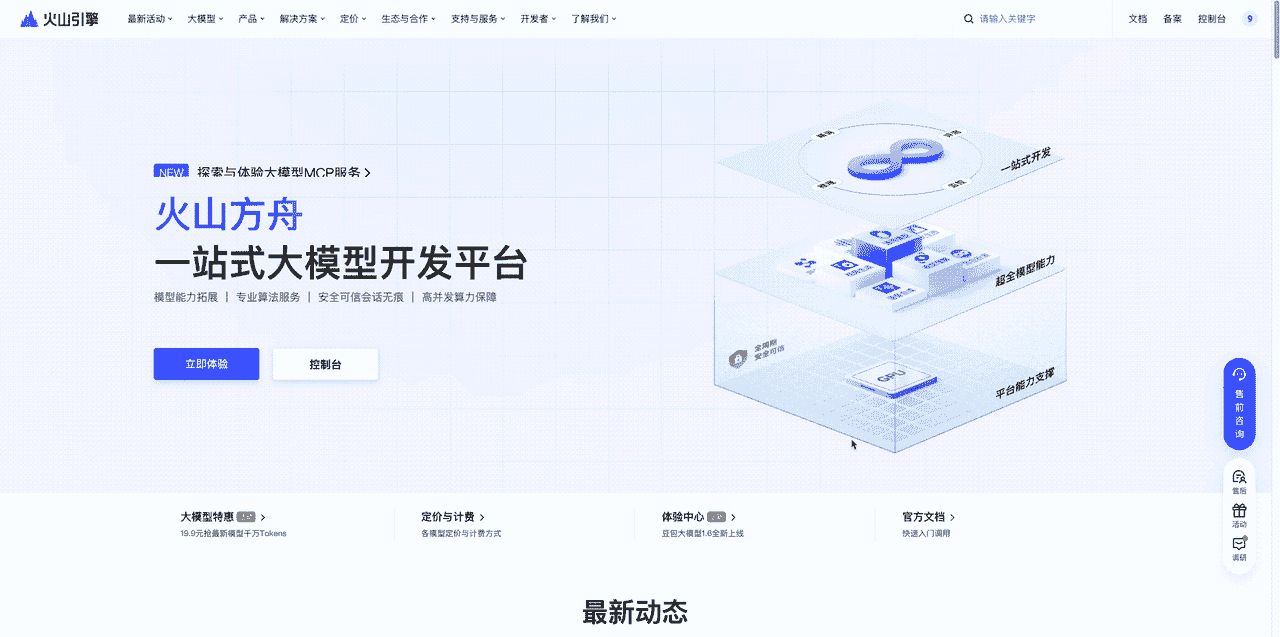 火山引擎
最新活动 大模型 产品 解决方案 定价 生态与合作 支持与服务 开发者 了解我们
请输入关键字
文档 备案 控制台 9
NEW 探索与体验大模型MCP服务
火山方舟
一站式大模型开发平台
模型能力拓展 | 专业算法服务 | 安全可信会话无痕 | 高并发算力保障
立即体验 控制台
一站式开发
超全模型能力
全周期
安全可信
GPU
平台能力支撑
售前咨询
售后
活动
调研
大模型特惠
19.9元抢最新模型千万Tokens
定价与计费
各模型定价与计费方式
体验中心
豆包大模型1.6全新上线
官方文档
快速入门调用
最新动态